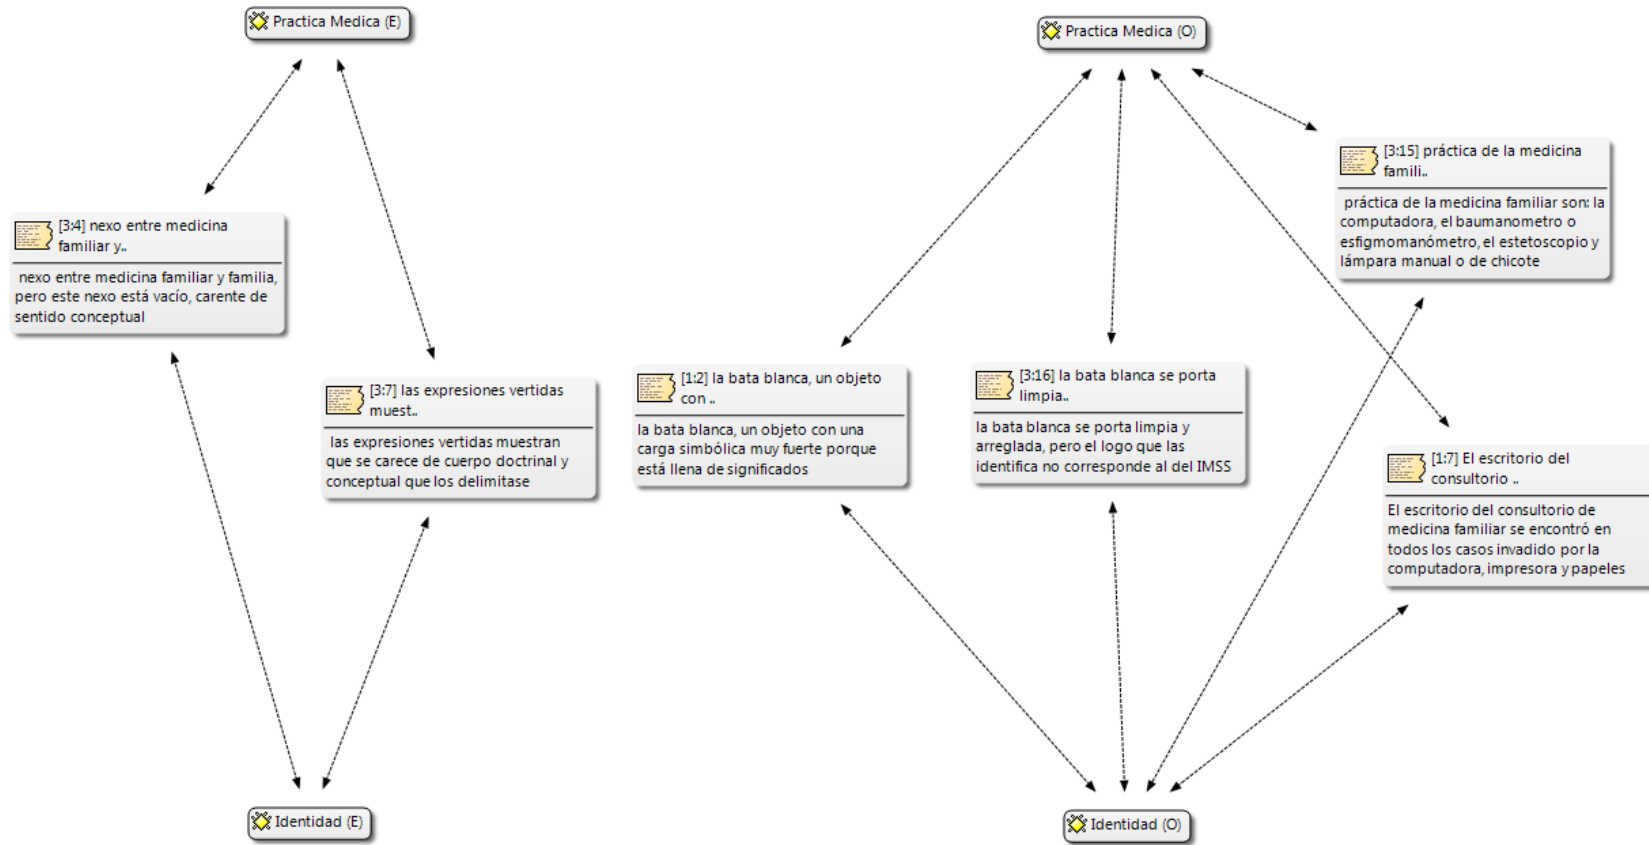 Practica Medica (E)
Practica Medica (O)
[3:15] práctica de la medicina
famili..
práctica de la medicina familiar son: la
computadora, el baumanometro o
esfigmomanómetro, el estetoscopio y
lámpara manual o de chicote
[3:4] nexo entre medicina
familiar y..
nexo entre medicina familiar y familia,
pero este nexo está vacío, carente de
sentido conceptual
[3:7] las expresiones vertidas
muest..
las expresiones vertidas muestran
que se carece de cuerpo doctrinal y
conceptual que los delimitase
[1:2] la bata blanca, un objeto
con ..
la bata blanca, un objeto con una
carga simbólica muy fuerte porque
está llena de significados
[3:16] la bata blanca se porta
limpia..
la bata blanca se porta limpia y
arreglada, pero el logo que las
identifica no corresponde al del IMSS
[1:7] El escritorio del
consultorio ..
El escritorio del consultorio de
medicina familiar se encontró en
todos los casos invadido por la
computadora, impresora y papeles
Identidad (E)
Identidad (O)